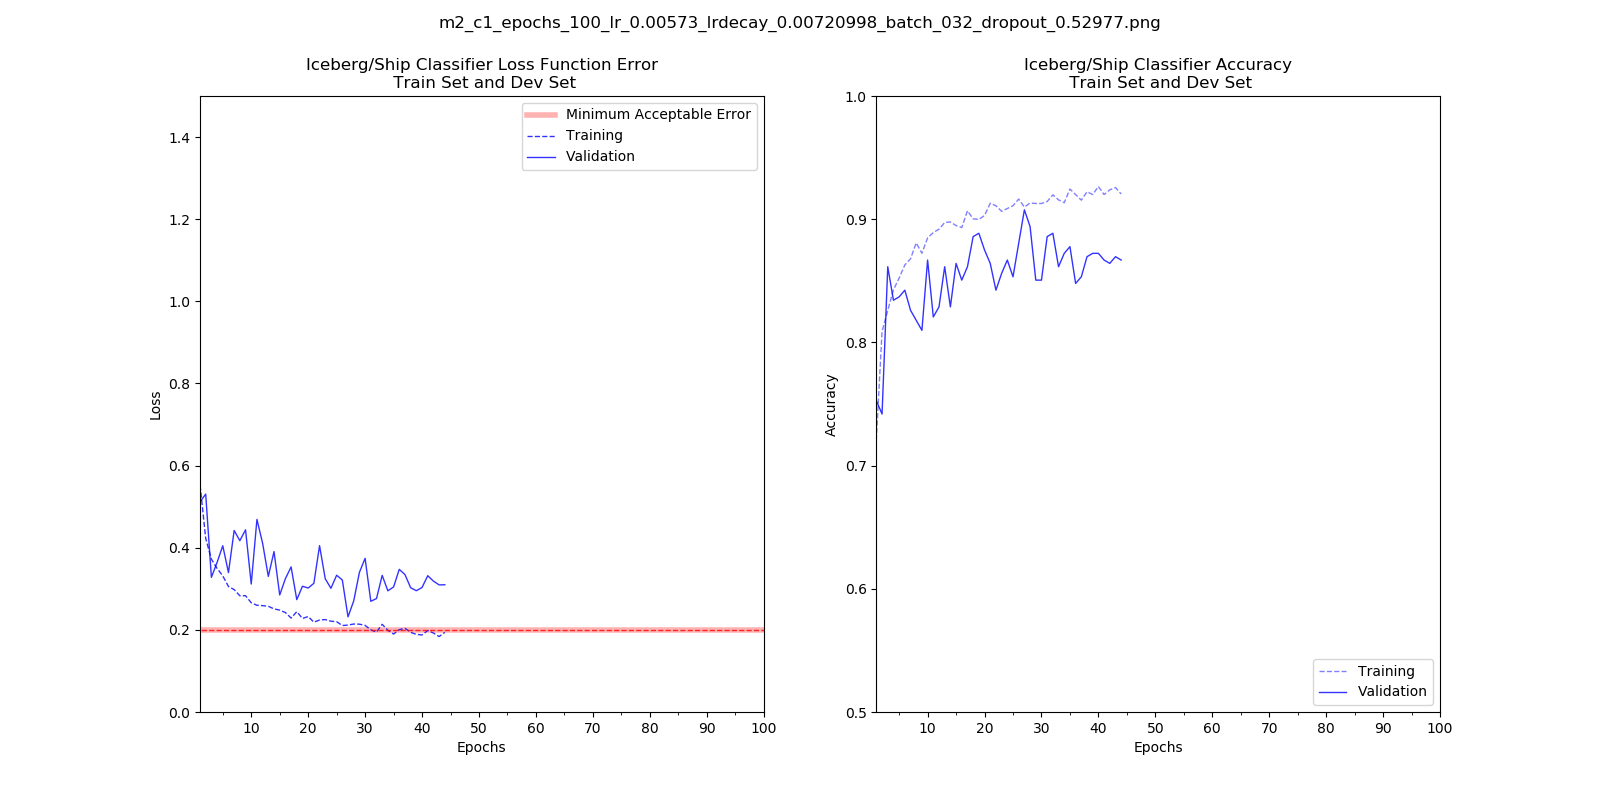 m2_c1_epochs_100_lr_0.00573_lrdecay_0.00720998_batch_032_dropout_0.52977.png
Iceberg/Ship Classifier Loss Function Error
Train Set and Dev Set
Minimum Acceptable Error
Training
Validation
1.4
1.2
1.0
0.8
0.6
0.4
0.2
0.0
Loss
10 20 30 40 50 60 70 80 90 100
Epochs
Iceberg/Ship Classifier Accuracy
Train Set and Dev Set
1.0
0.9
0.8
0.7
0.6
0.5
Accuracy
Training
Validation
10 20 30 40 50 60 70 80 90 100
Epochs